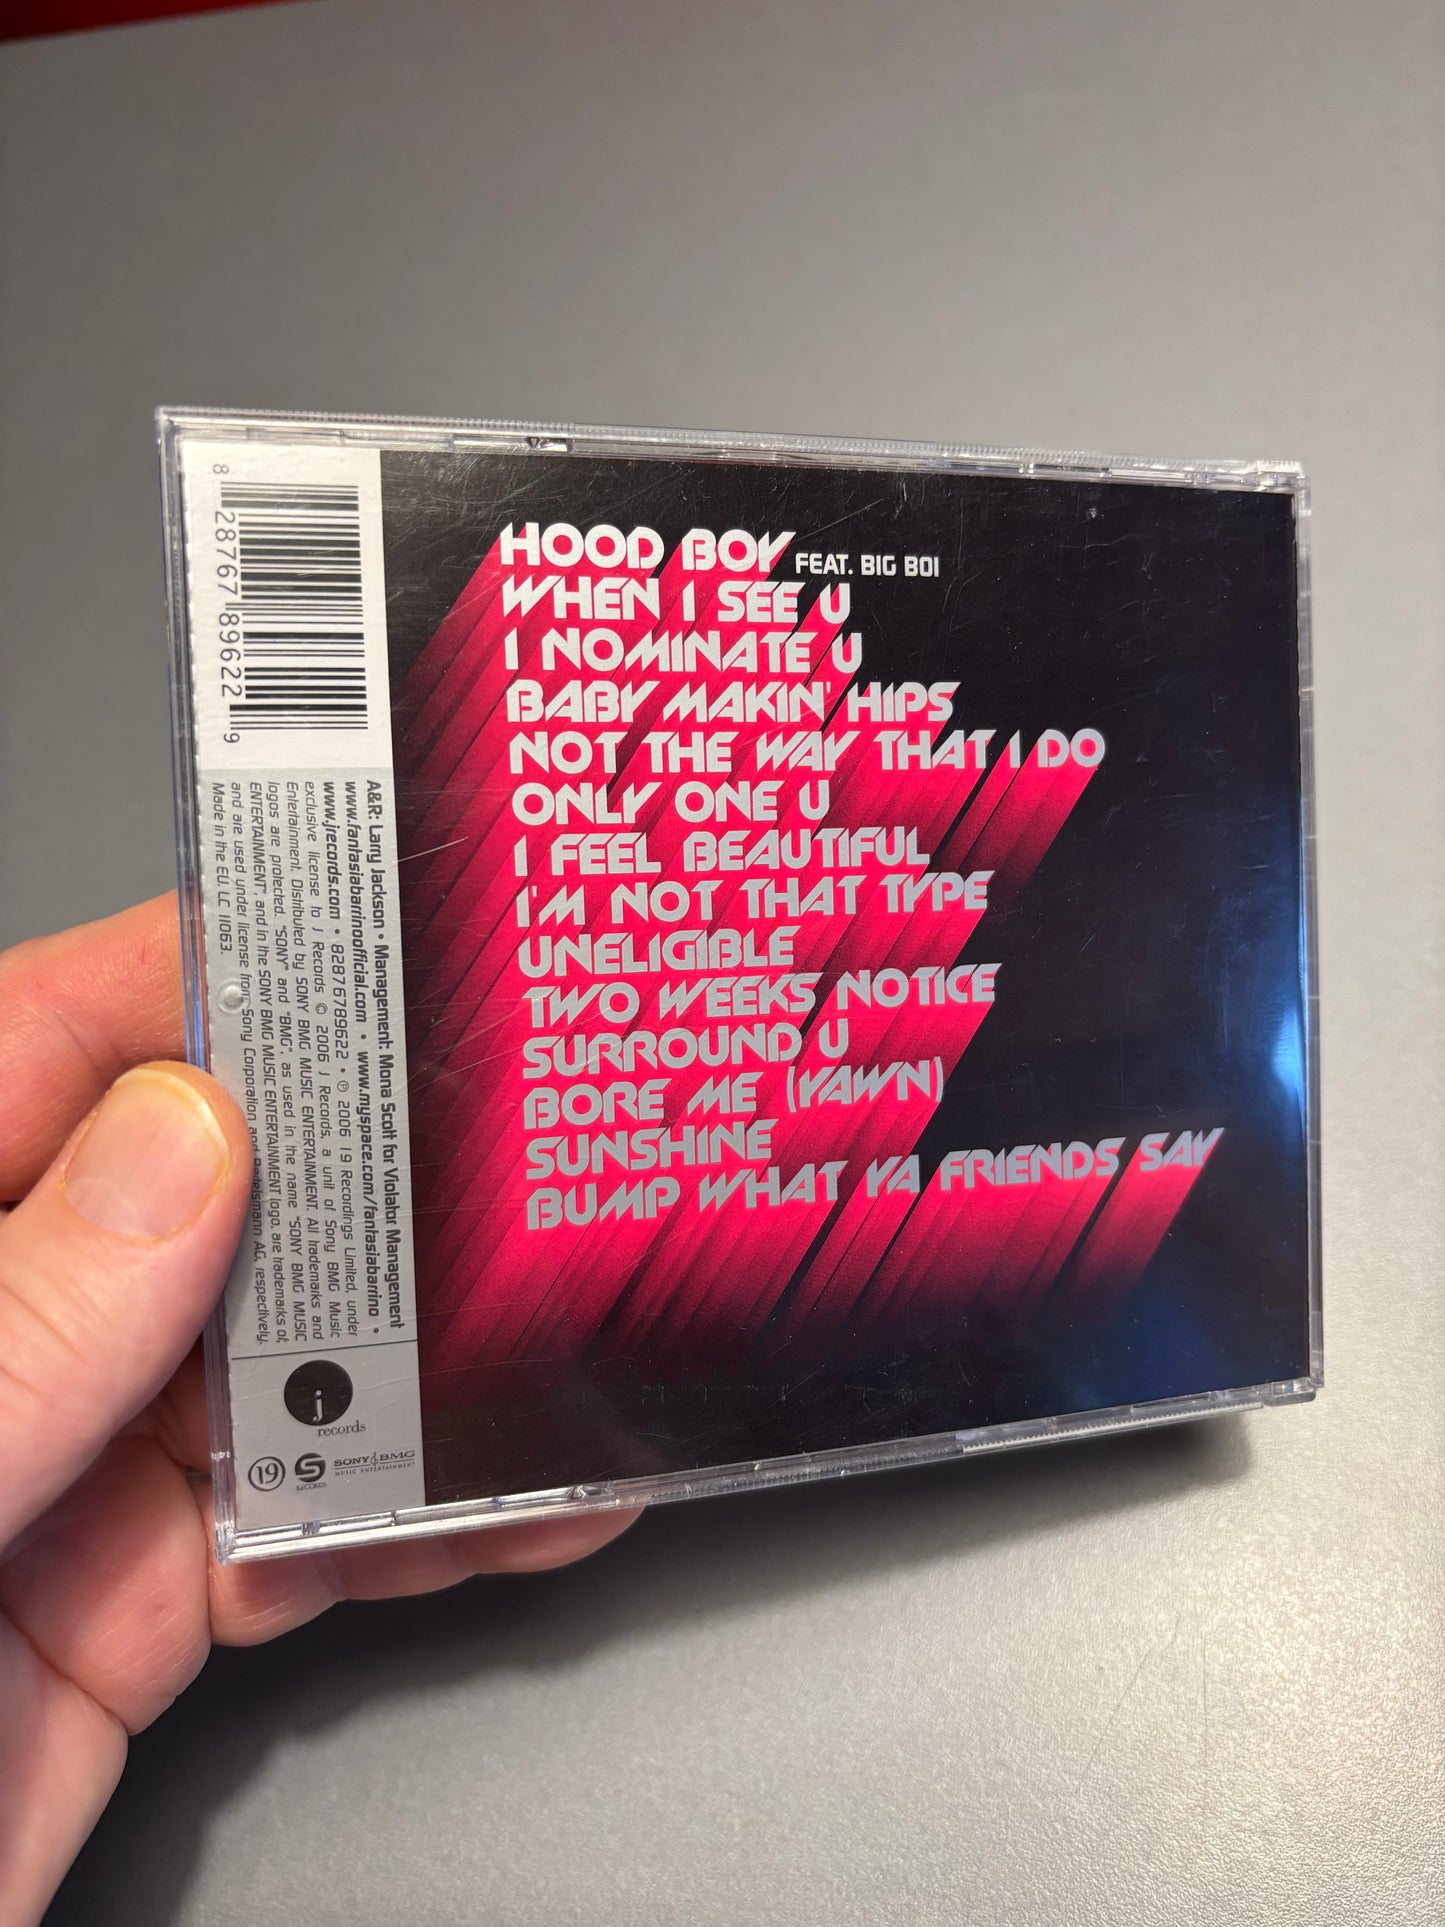 HOOD BOY FEAT. BIG BOI
WHEN I SEE U
I NOMINATE U
BABY MAKIN' HIPS
NOT THE WAY THAT I DO
ONLY ONE U
I FEEL BEAUTIFUL
I'M NOT THAT TYPE
UNELIGIBLE
TWO WEEKS NOTICE
SURROUND U
BORE ME (YAWN)
SUNSHINE
BUMP WHAT YA FRIENDS SAY
8 28767 89622 9
A&R: Larry Jackson • Management: Mona Scott for Violator Management
www.fantasiabarrinoofficial.com • www.myspace.com/fantasiabarrino •
www.jrecords.com • 82876789622 • ℗ 2006 19 Recordings Limited, under
exclusive license to J Records © 2006 J Records, a unit of Sony BMG Music
Entertainment. Distributed by SONY BMG MUSIC ENTERTAINMENT. All trademarks and
logos are protected. "SONY" and "BMG", as used in the name "SONY BMG MUSIC
ENTERTAINMENT", and in the SONY BMG MUSIC ENTERTAINMENT logo, are trademarks of,
and are used under license from, Sony Corporation and Bertelsmann AG, respectively.
Made in the EU. LC 11063.
j
records
19
S
RECORDS
SONY BMG
MUSIC ENTERTAINMENT